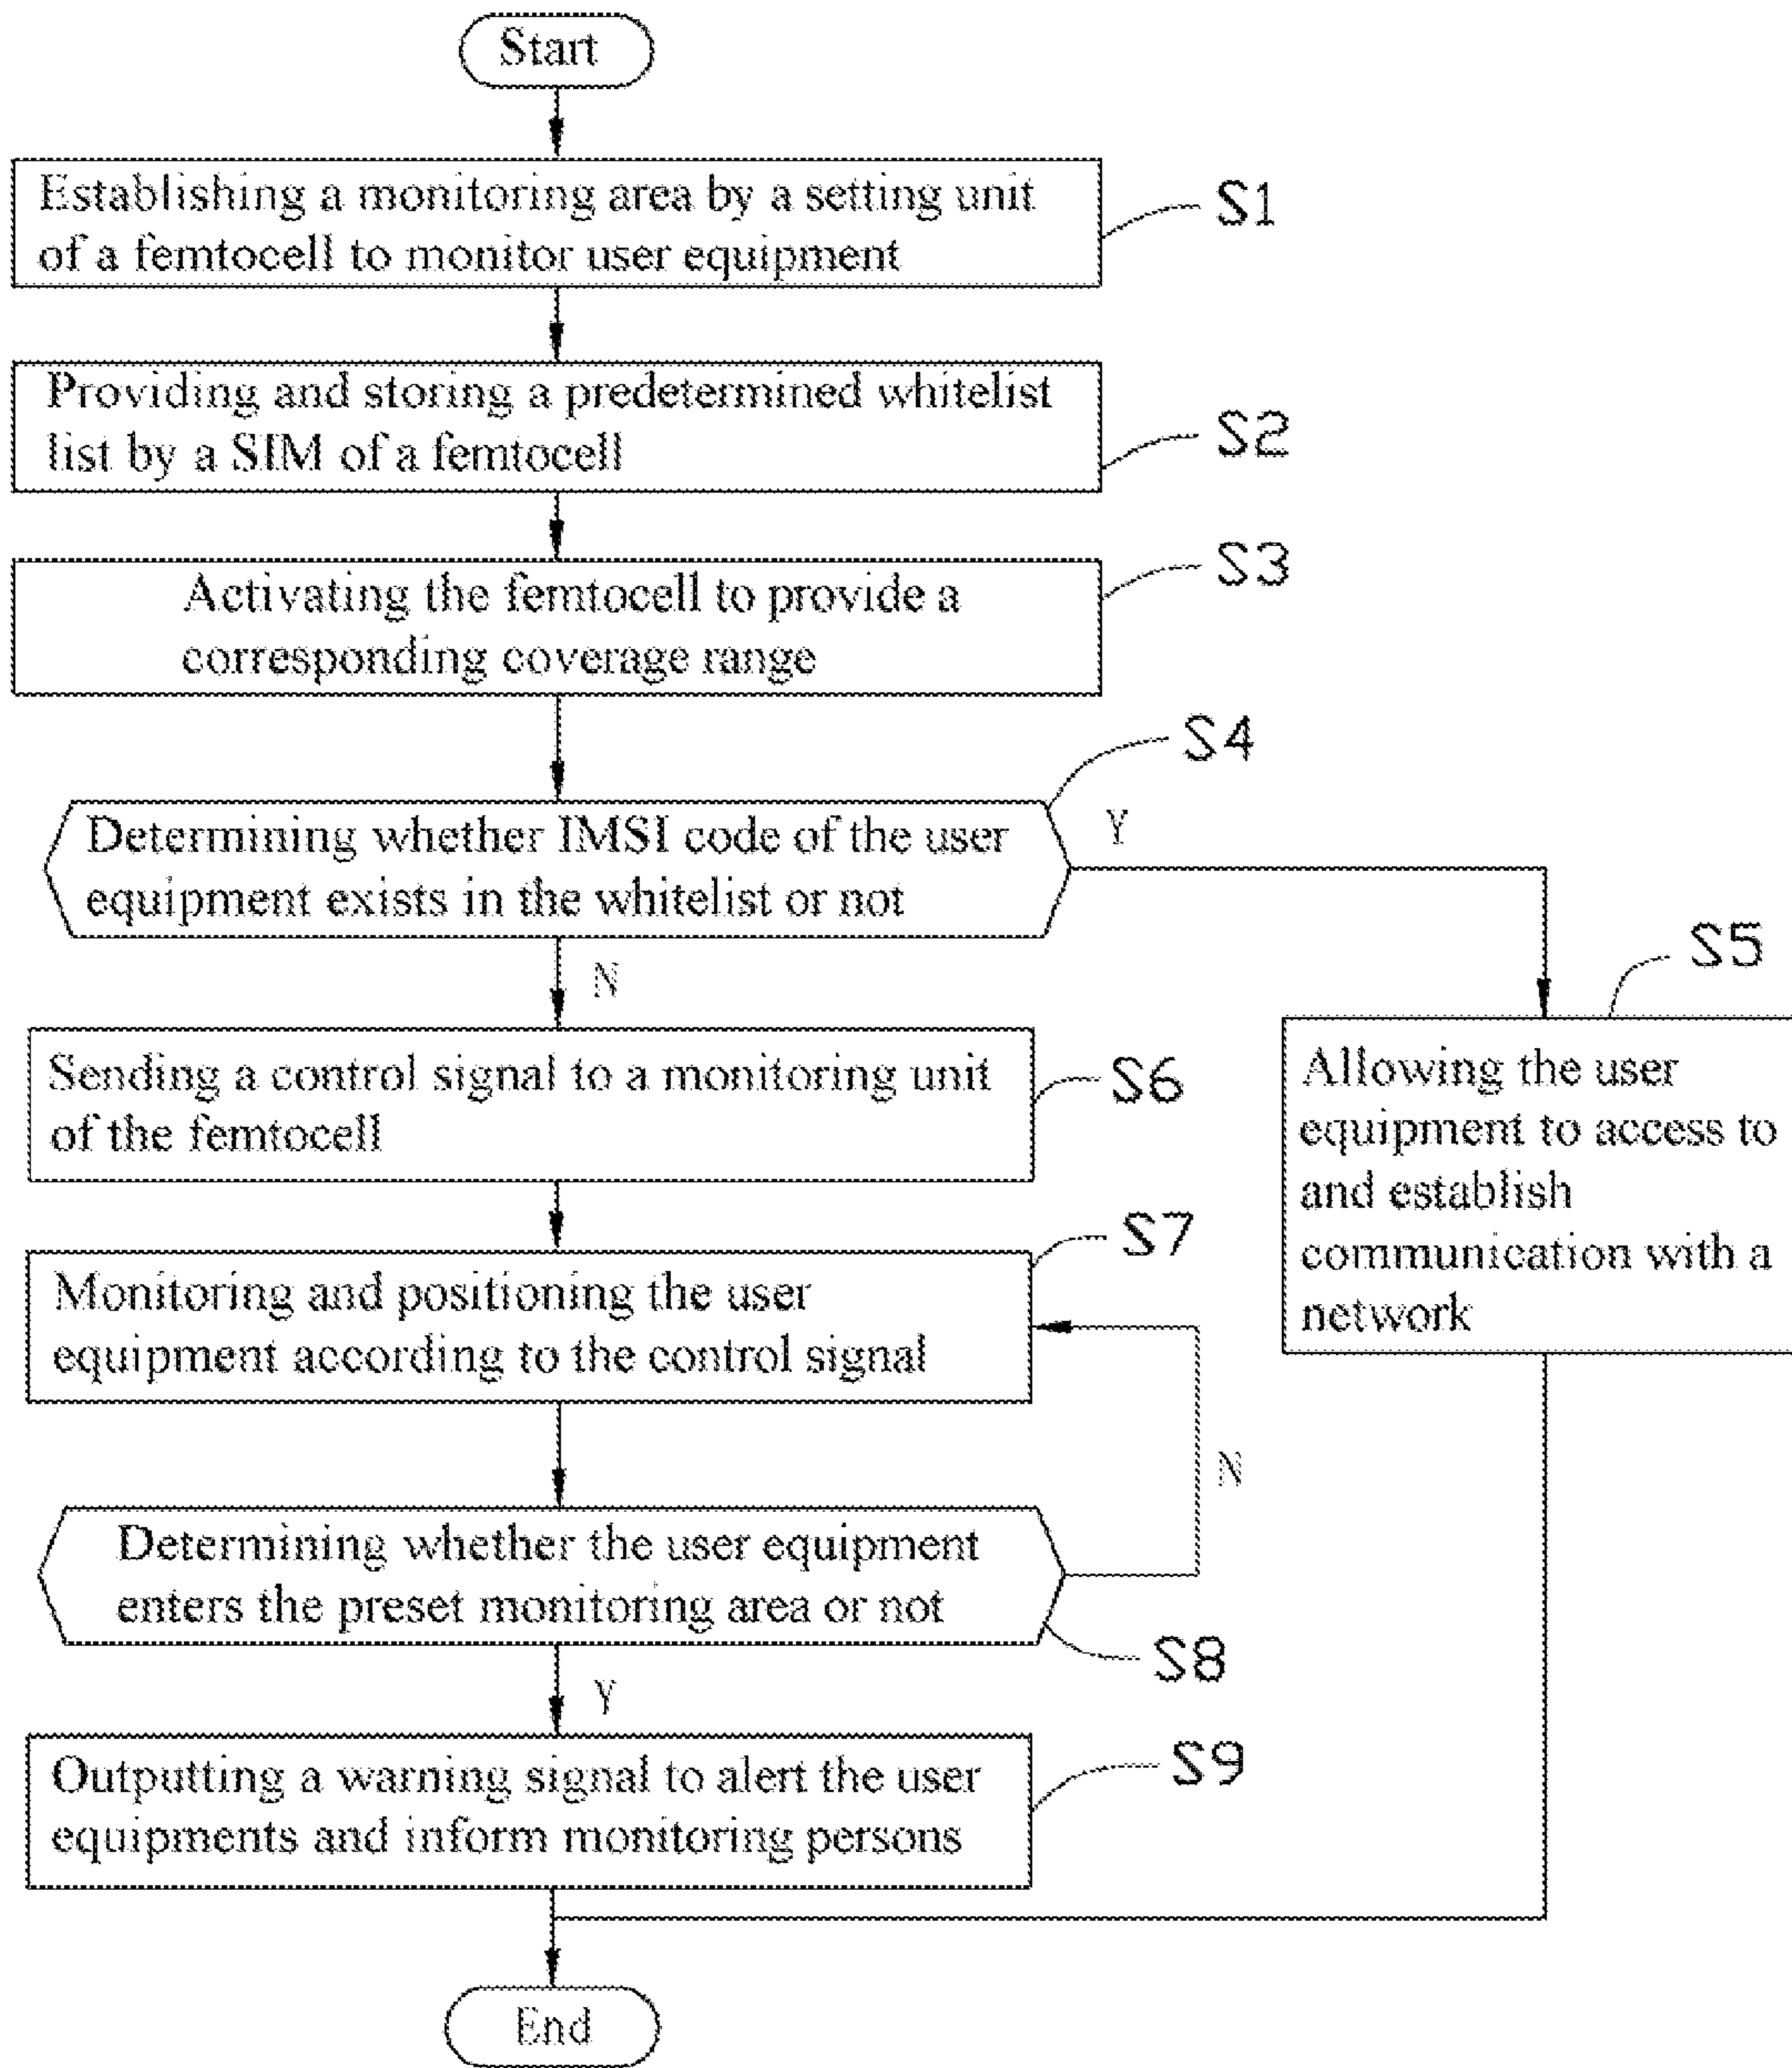 Start
Establishing a monitoring area by a setting unit
of a femtocell to monitor user equipment
S1
Providing and storing a predetermined whitelist
list by a SIM of a femtocell
S2
Activating the femtocell to provide a
corresponding coverage range
S3
S4
Determining whether IMSI code of the user
equipment exists in the whitelist or not
Y
N
S5
Allowing the user
equipment to access to
and establish
communication with a
network
Sending a control signal to a monitoring unit
of the femtocell
S6
S7
Monitoring and positioning the user
equipment according to the control signal
N
Determining whether the user equipment
enters the preset monitoring area or not
S8
Y
Outputting a warning signal to alert the user
equipments and inform monitoring persons
S9
End